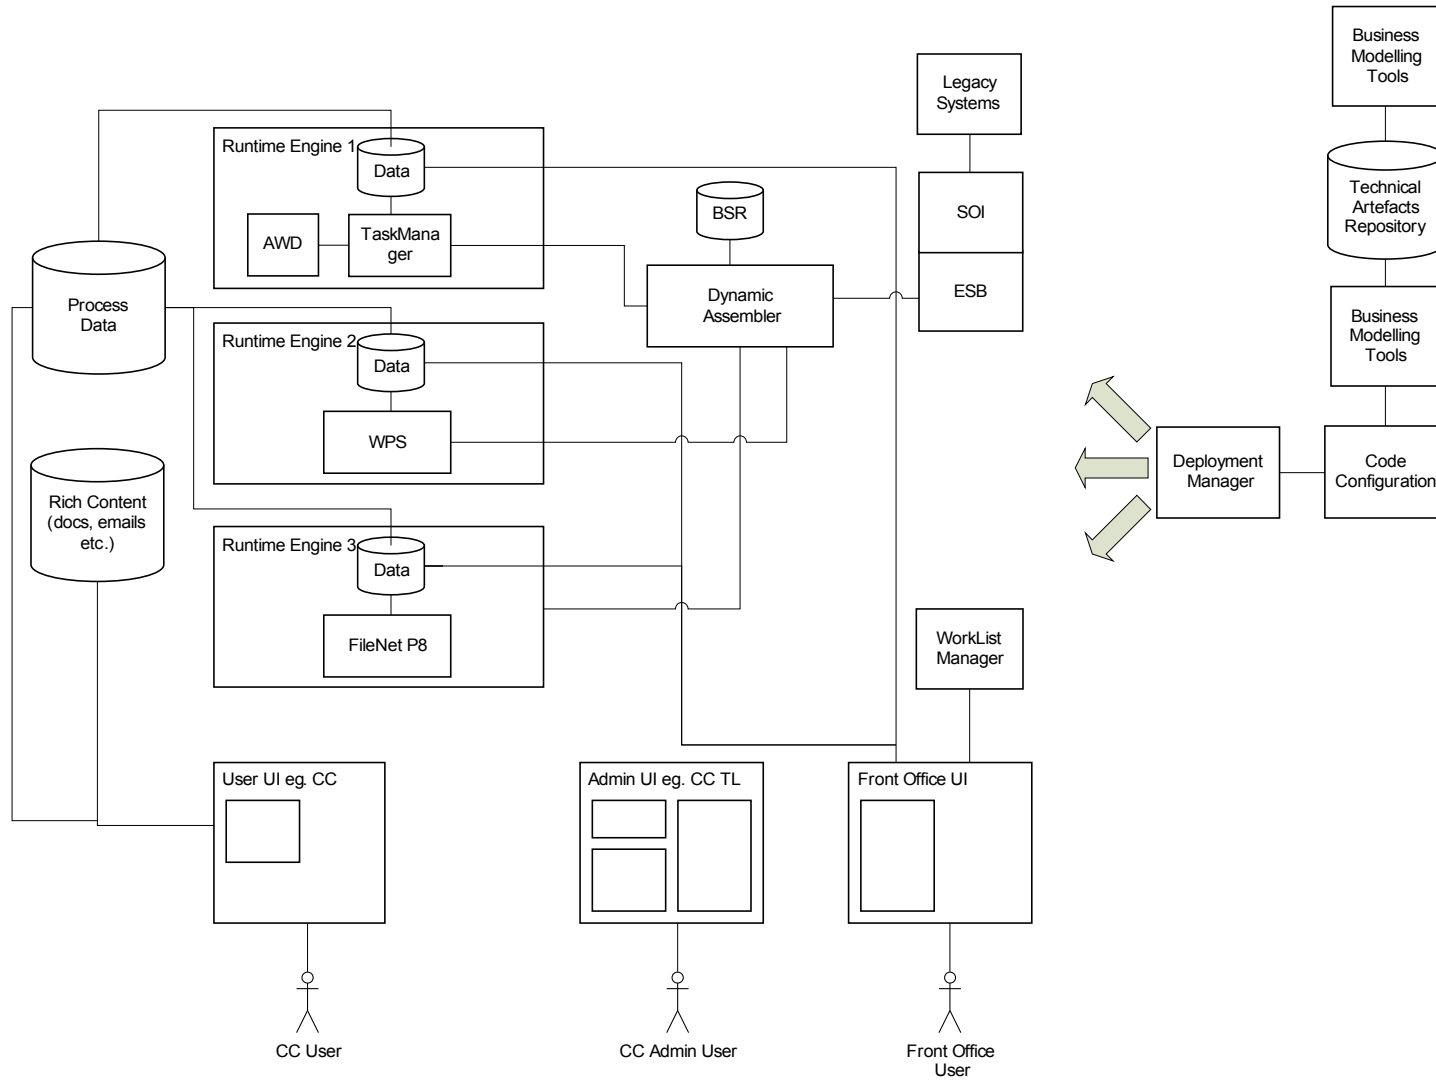 Business
Modelling
Tools
Legacy
Systems
Runtime Engine 1
Data
AWD
TaskMana
ger
BSR
SOI
ESB
Technical
Artefacts
Repository
Process
Data
Dynamic
Assembler
Runtime Engine 2
Data
WPS
Business
Modelling
Tools
Rich Content
(docs, emails
etc.)
Deployment
Manager
Code
Configuration
Runtime Engine 3
Data
FileNet P8
WorkList
Manager
User UI eg. CC
Admin UI eg. CC TL
Front Office UI
CC User
CC Admin User
Front Office
User